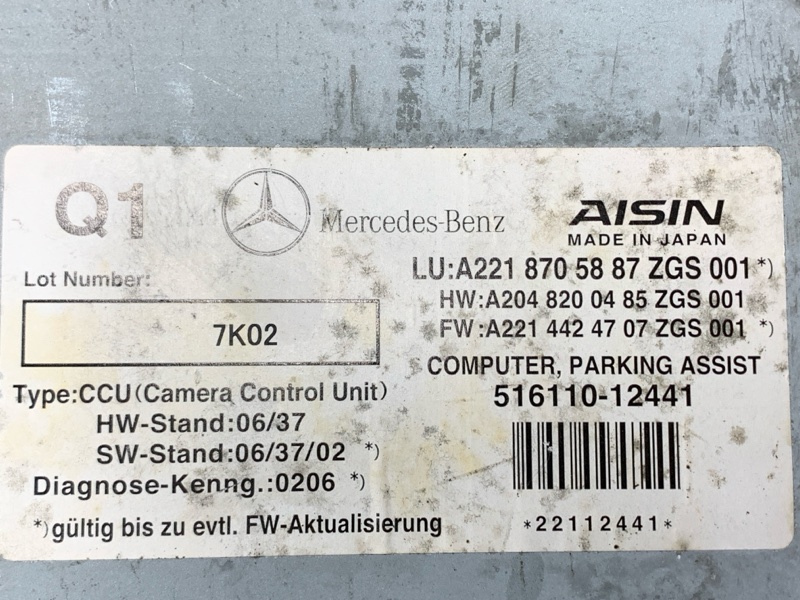 Q1
Mercedes-Benz
AISIN
MADE IN JAPAN
Lot Number:
7K02
LU:A221 870 58 87 ZGS 001 *)
HW:A204 820 04 85 ZGS 001
FW:A221 442 47 07 ZGS 001 *)
COMPUTER, PARKING ASSIST
516110-12441
Type:CCU(Camera Control Unit)
HW-Stand:06/37
SW-Stand:06/37/02 *)
Diagnose-Kenng.:0206 *)
*)gültig bis zu evtl. FW-Aktualisierung
*22112441*